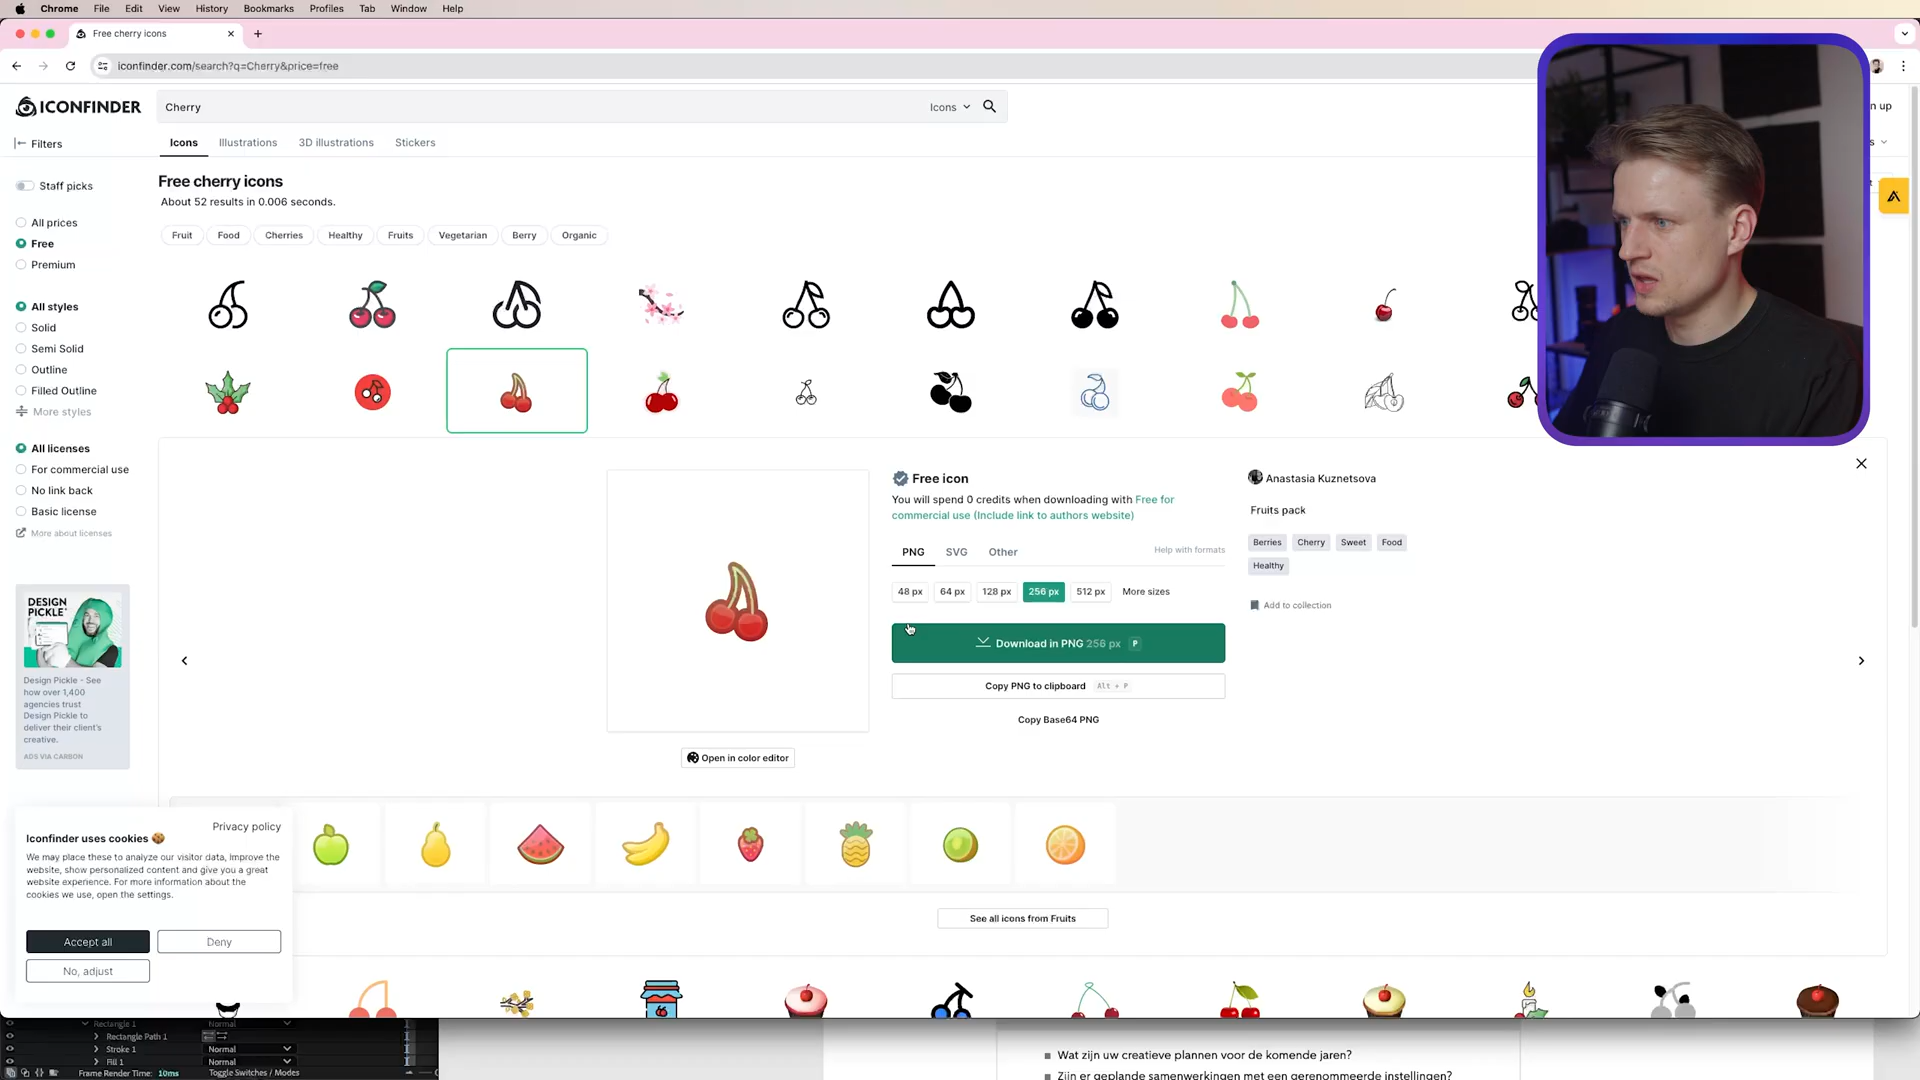 Chrome File Edit View History Bookmarks Profiles Tab Window Help
Free cherry icons
iconfinder.com/search?q=Cherry&price=free
ICONFINDER
Cherry
Icons
n up
Filters
Icons Illustrations 3D illustrations Stickers
s
Staff picks
All prices
Free
Premium
All styles
Solid
Semi Solid
Outline
Filled Outline
More styles
All licenses
For commercial use
No link back
Basic license
More about licenses
Free cherry icons
About 52 results in 0.006 seconds.
Fruit Food Cherries Healthy Fruits Vegetarian Berry Organic
Free icon
You will spend 0 credits when downloading with Free for
commercial use (Include link to authors website)
PNG SVG Other Help with formats
48 px 64 px 128 px 256 px 512 px More sizes
Download in PNG 256 px P
Copy PNG to clipboard Alt + P
Copy Base64 PNG
Open in color editor
Anastasia Kuznetsova
Fruits pack
Berries Cherry Sweet Food
Healthy
Add to collection
DESIGN
PICKLE
Design Pickle - See
how over 1,400
agencies trust
Design Pickle to
deliver their client's
creative.
ADS VIA CARBON
See all icons from Fruits
Privacy policy
Iconfinder uses cookies
We may place these to analyze our visitor data, improve the
website, show personalized content and give you a great
website experience. For more information about the
cookies we use, open the settings.
Accept all Deny
No, adjust
Rectangle 1 Normal
Rectangle Path 1
Stroke 1 Normal
Fill 1 Normal
Frame Render Time: 10ms Toggle Switches / Modes
Wat zijn uw creatieve plannen voor de komende jaren?
Zijn er geplande samenwerkingen met een gerenommeerde instellingen?